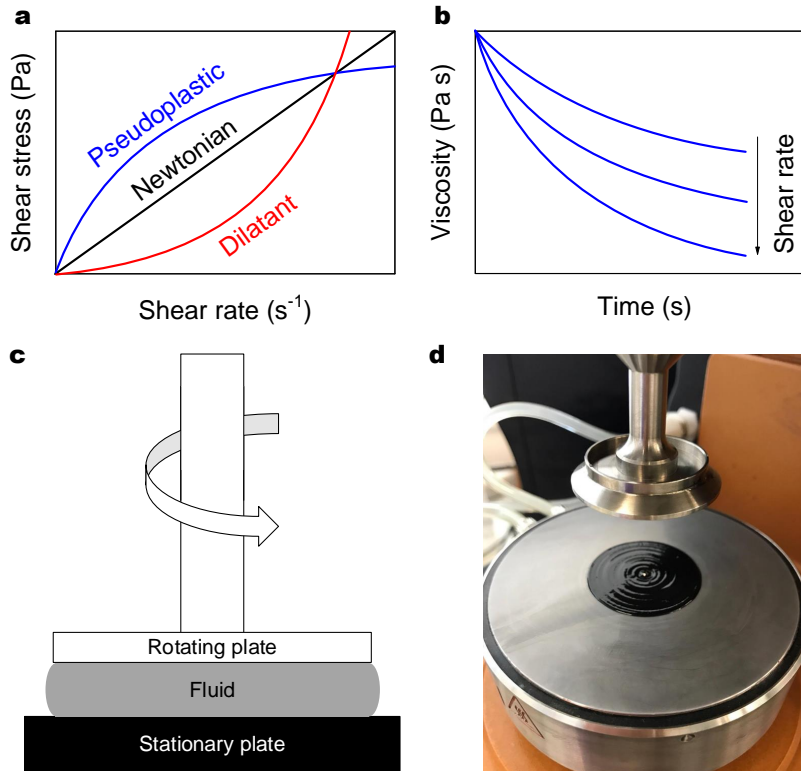 a
Shear stress (Pa)
Pseudoplastic
Newtonian
Dilatant
Shear rate (s⁻¹)
b
Viscosity (Pa s)
Shear rate
Time (s)
c
Rotating plate
Fluid
Stationary plate
d